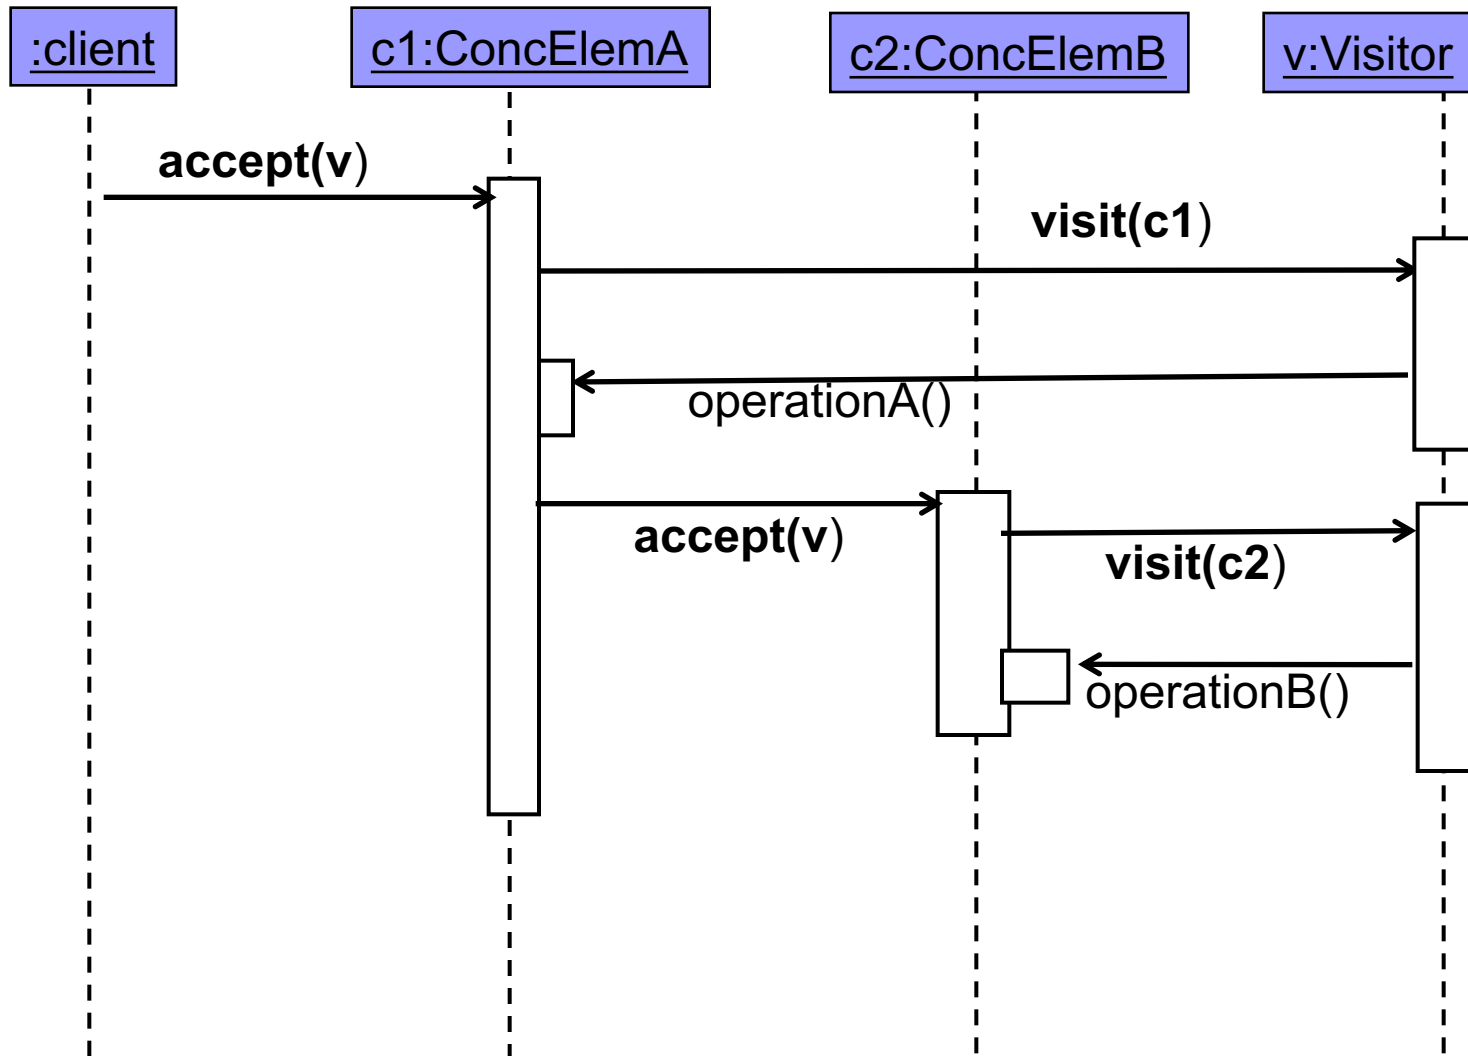 :client
c1:ConcElemA
c2:ConcElemB
v:Visitor
accept(v)
visit(c1)
operationA()
accept(v)
visit(c2)
operationB()